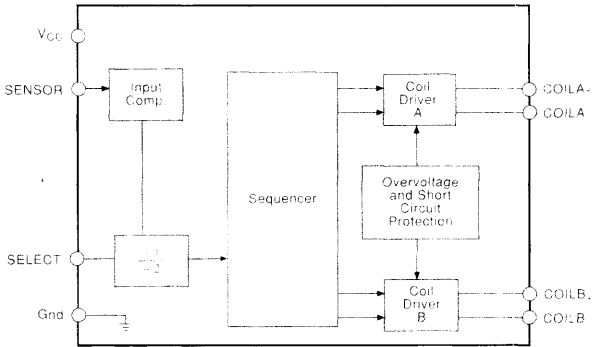 VCC
SENSOR
Input
Comp.
SELECT
Gnd
Sequencer
Coil
Driver
A
Overvoltage
and Short
Circuit
Protection
Coil
Driver
B
COILA
COILA
COILB
COILB